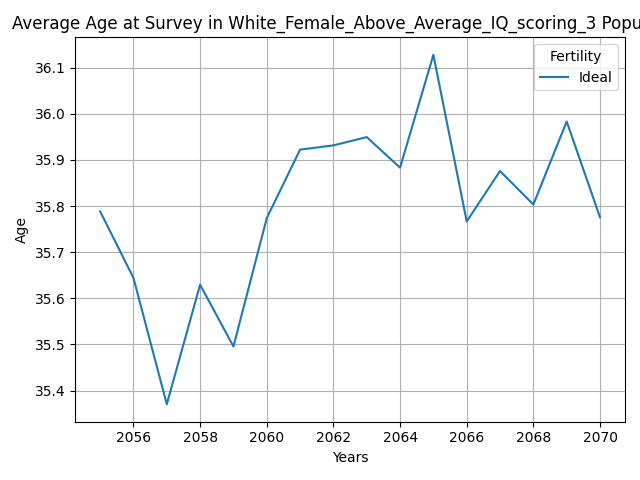 Average Age at Survey in White_Female_Above_Average_IQ_scoring_3 Popu
Fertility
Ideal
36.1
36.0
35.9
35.8
35.7
35.6
35.5
35.4
Age
2056 2058 2060 2062 2064 2066 2068 2070
Years